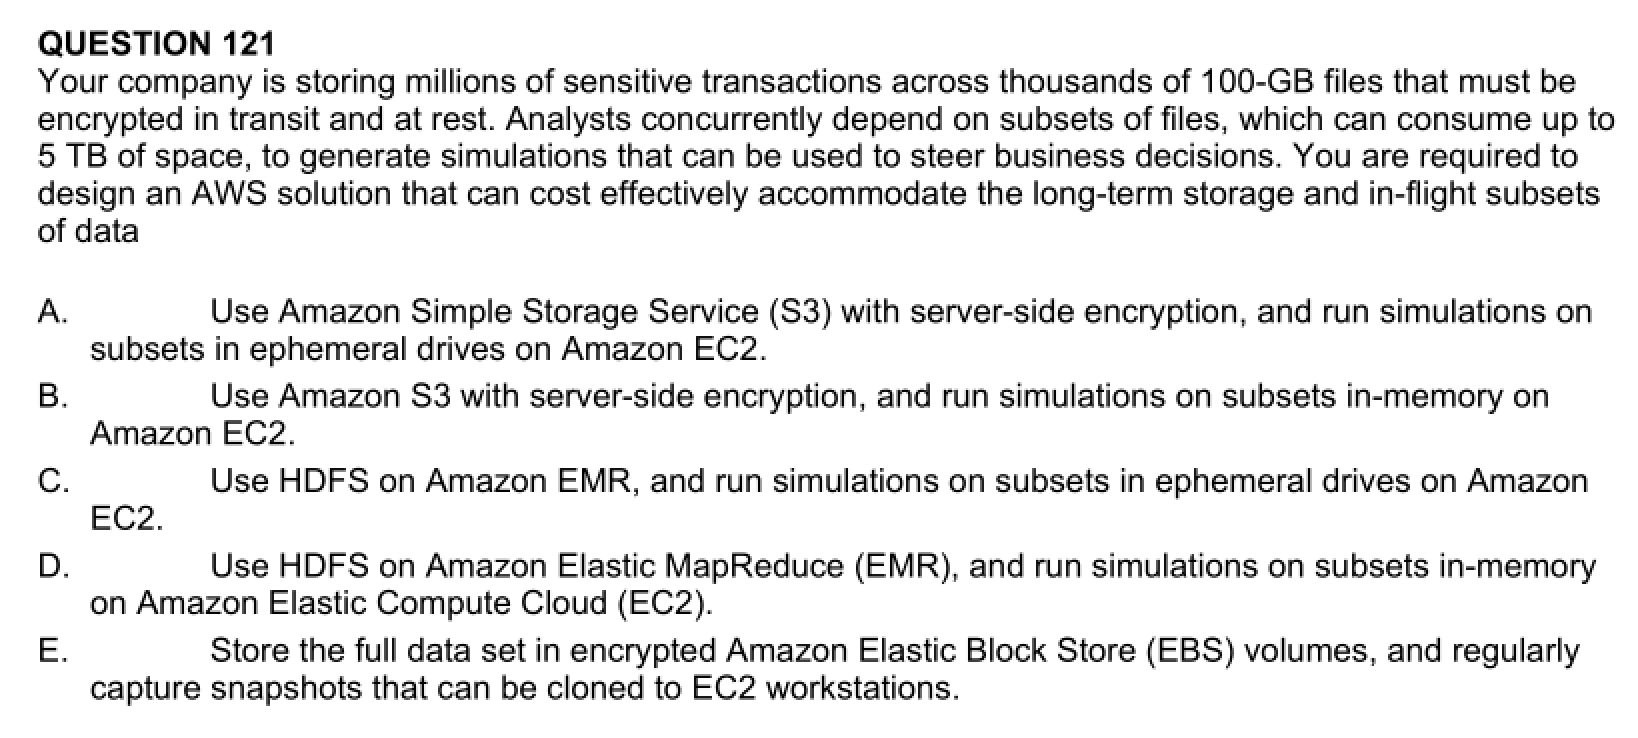 QUESTION 121
Your company is storing millions of sensitive transactions across thousands of 100-GB files that must be
encrypted in transit and at rest. Analysts concurrently depend on subsets of files, which can consume up to
5 TB of space, to generate simulations that can be used to steer business decisions. You are required to
design an AWS solution that can cost effectively accommodate the long-term storage and in-flight subsets
of data
A. Use Amazon Simple Storage Service (S3) with server-side encryption, and run simulations on
subsets in ephemeral drives on Amazon EC2.
B. Use Amazon S3 with server-side encryption, and run simulations on subsets in-memory on
Amazon EC2.
C. Use HDFS on Amazon EMR, and run simulations on subsets in ephemeral drives on Amazon
EC2.
D. Use HDFS on Amazon Elastic MapReduce (EMR), and run simulations on subsets in-memory
on Amazon Elastic Compute Cloud (EC2).
E. Store the full data set in encrypted Amazon Elastic Block Store (EBS) volumes, and regularly
capture snapshots that can be cloned to EC2 workstations.